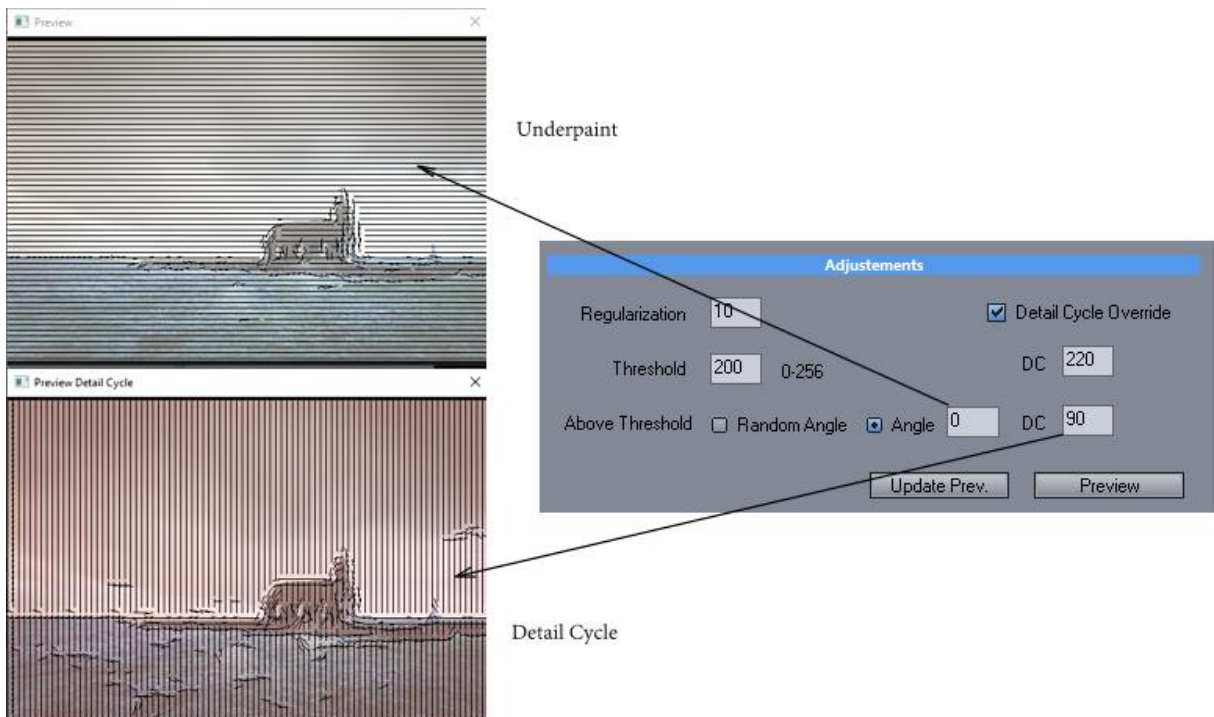 Preview
Underpaint
Adjustements
Regularization 10 Detail Cycle Override
Threshold 200 0-256 DC 220
Above Threshold Random Angle Angle 0 DC 90
Update Prev. Preview
Preview Detail Cycle
Detail Cycle